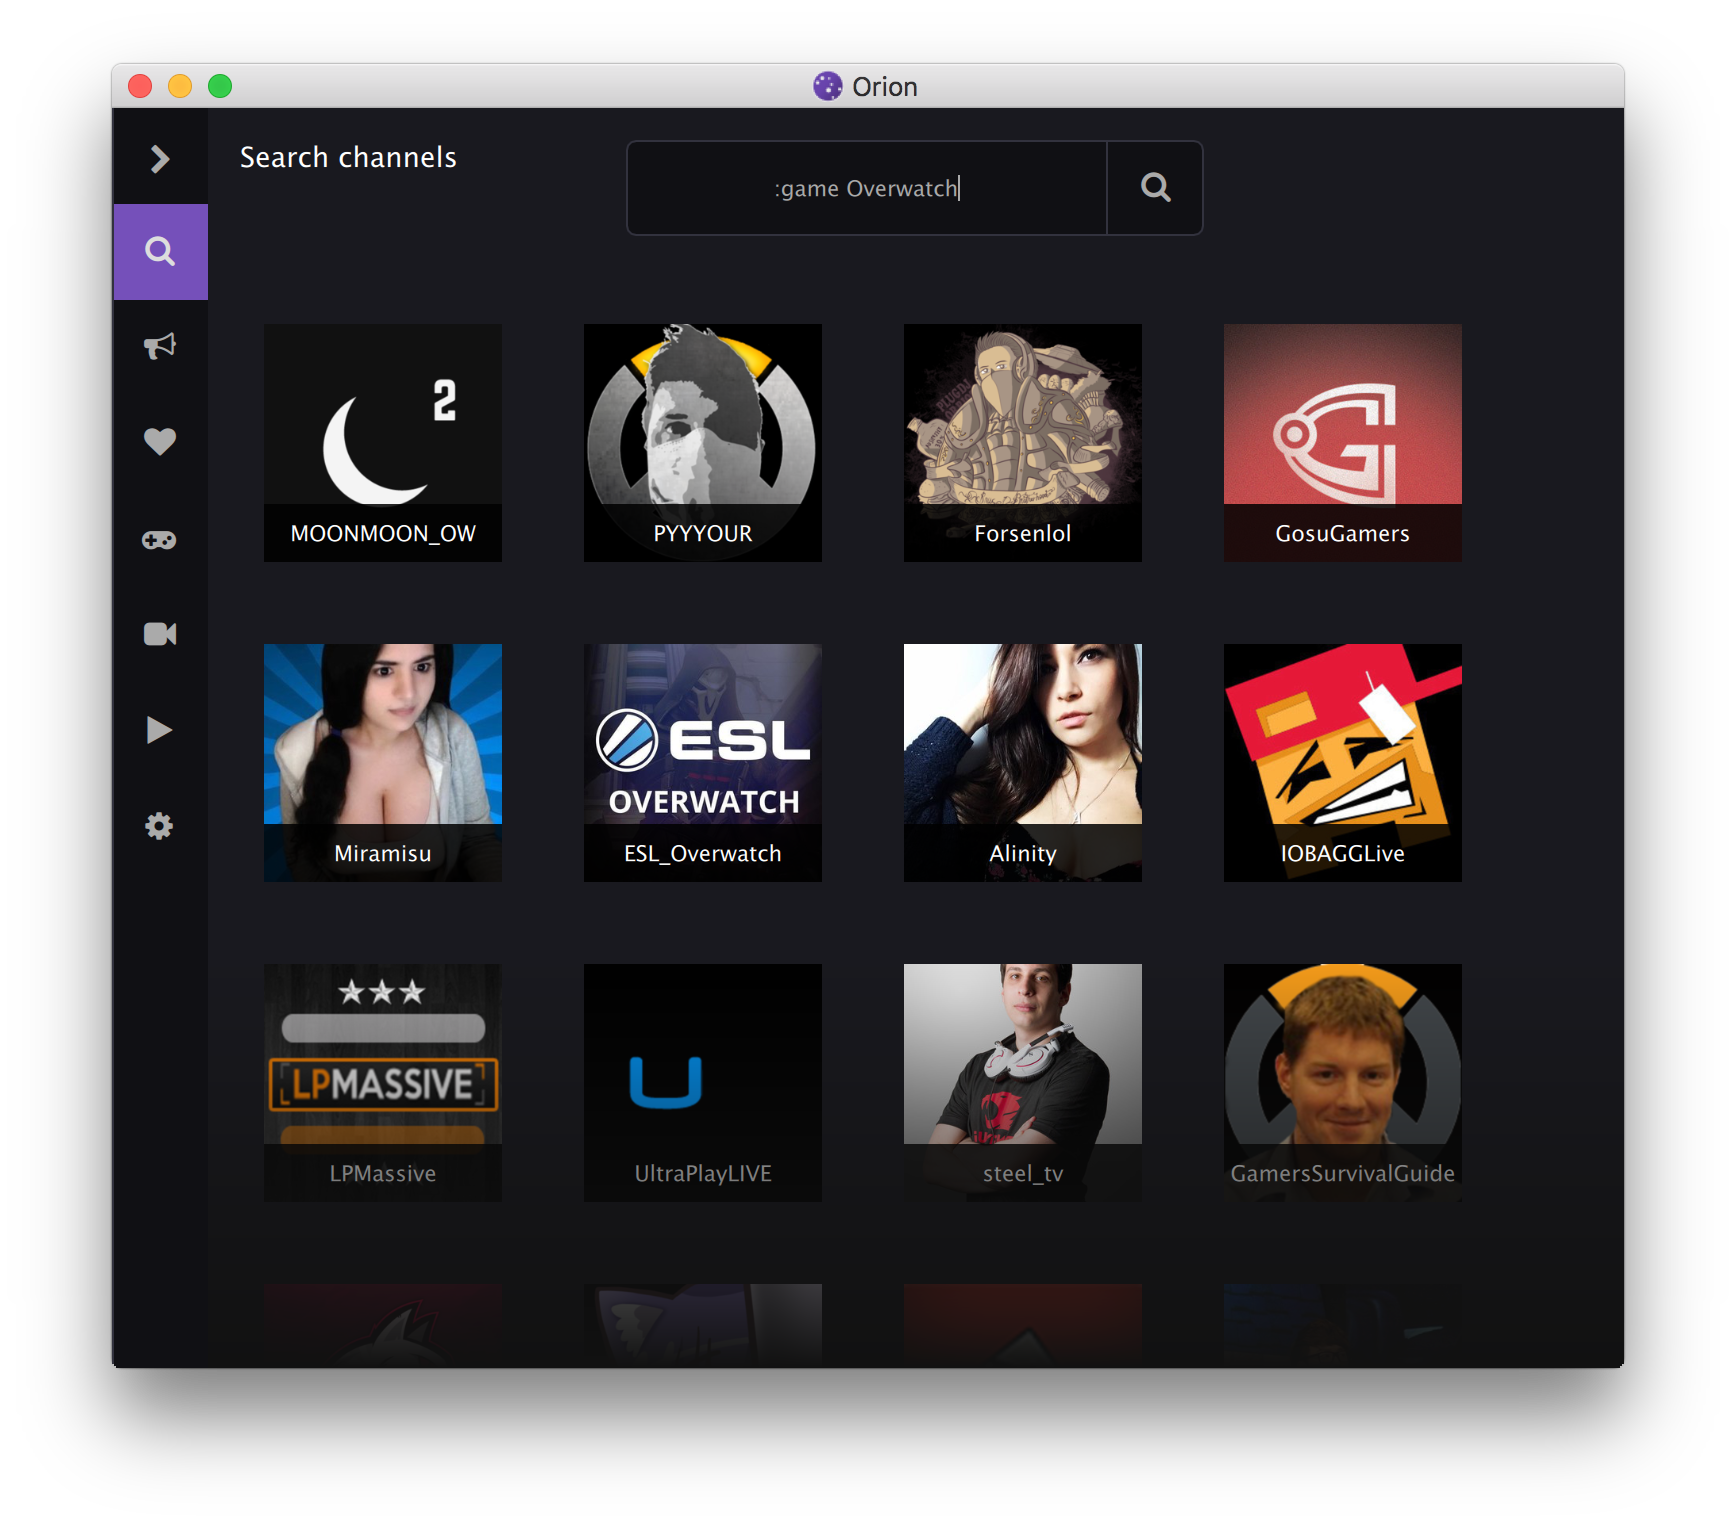 Orion
Search channels
:game Overwatch
2
MOONMOON_OW
PYYYOUR
PLUGDJ
Forsenlol
G
GosuGamers
Miramisu
ESL
OVERWATCH
ESL_Overwatch
Alinity
IOBAGGLive
LPMASSIVE
LPMassive
U
UltraPlayLIVE
steel_tv
GamersSurvivalGuide